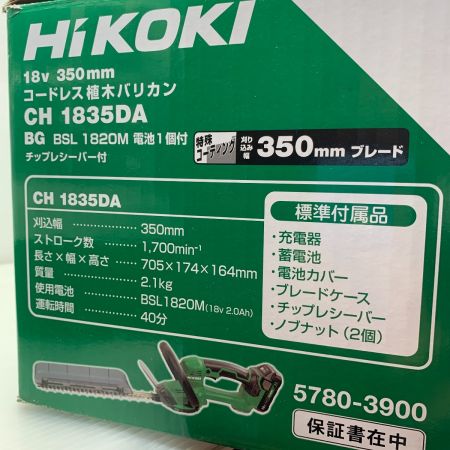 HiKOKI
18v 350mm
コードレス植木バリカン
CH 1835DA
BG BSL 1820M 電池1個付
チップレシーバー付
特殊コーティング 刈り込み幅 350mm ブレード
CH 1835DA
刈込幅 350mm
ストローク数 1,700min⁻¹
長さ×幅×高さ 705×174×164mm
質量 2.1kg
使用電池 BSL1820M(18v 2.0Ah)
運転時間 40分
標準付属品
・充電器
・蓄電池
・電池カバー
・ブレードケース
・チップレシーバー
・ノブナット(2個)
HIKOKI
5780-3900
保証書在中